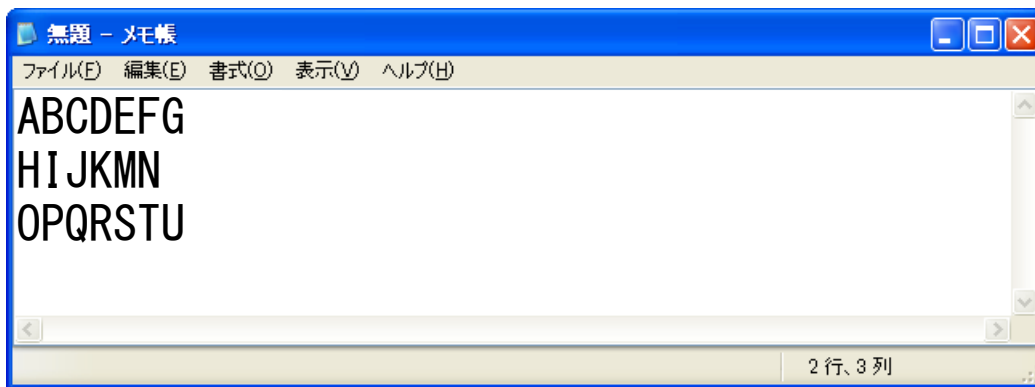 無題 - メモ帳
ファイル(F) 編集(E) 書式(O) 表示(V) ヘルプ(H)
ABCDEFG
HIJKMN
OPQRSTU
2 行、3 列